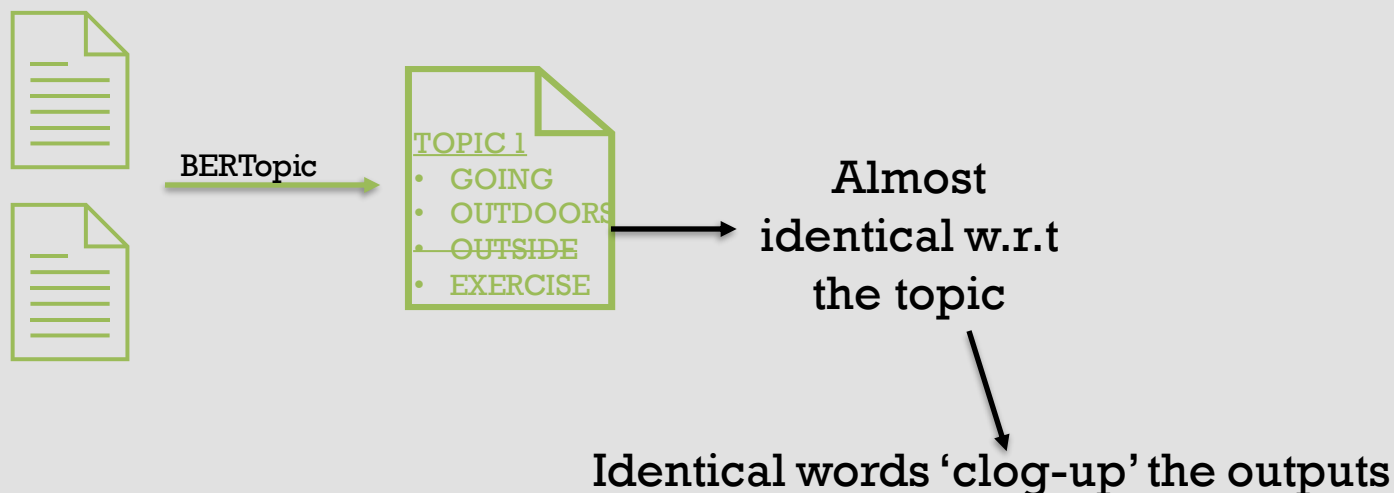 BERTopic
TOPIC 1
• GOING
• OUTDOORS
• OUTSIDE
• EXERCISE
Almost
identical w.r.t
the topic
Identical words ‘clog-up’ the outputs